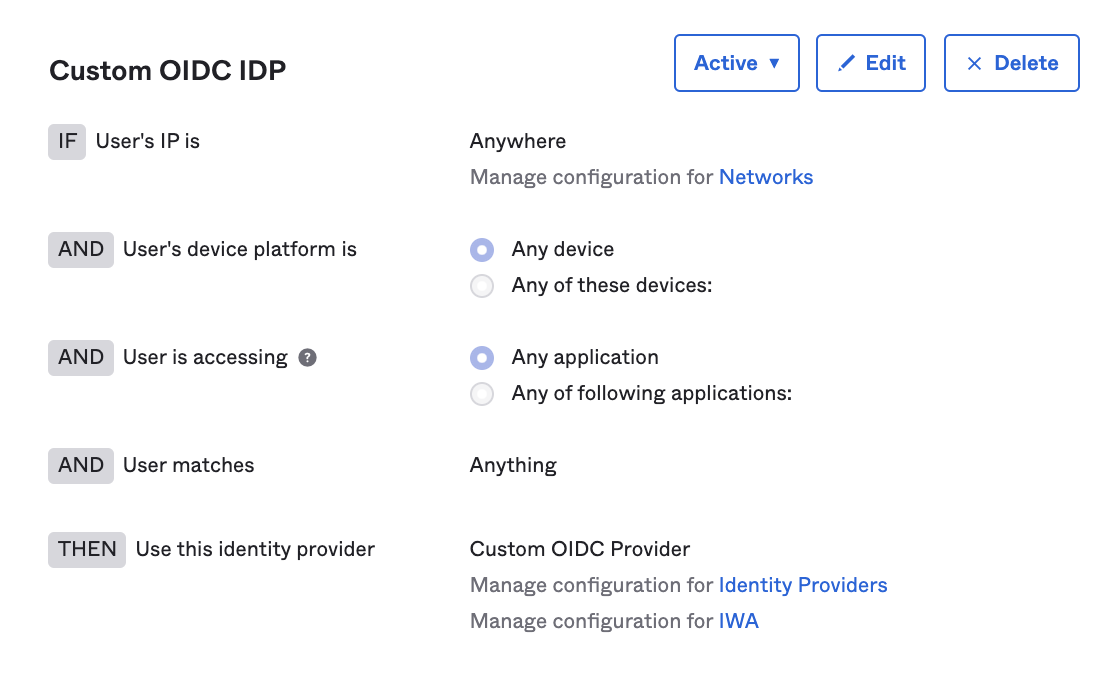 Custom OIDC IDP
Active ▼
Edit
Delete
IF User's IP is
Anywhere
Manage configuration for Networks
AND User's device platform is
Any device
Any of these devices:
AND User is accessing ?
Any application
Any of following applications:
AND User matches
Anything
THEN Use this identity provider
Custom OIDC Provider
Manage configuration for Identity Providers
Manage configuration for IWA